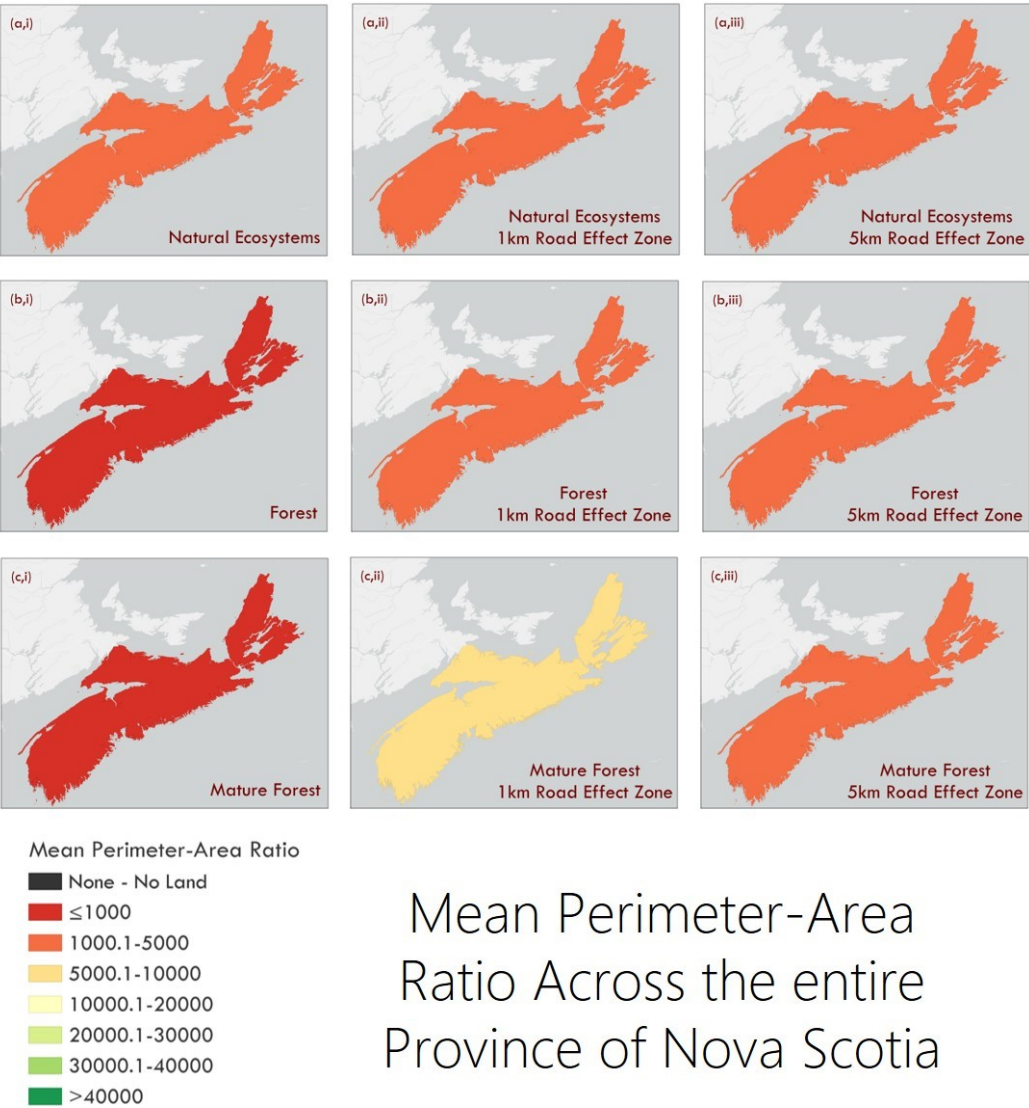 (a,i)
(a,ii)
(a,iii)
Natural Ecosystems
Natural Ecosystems
1km Road Effect Zone
Natural Ecosystems
5km Road Effect Zone
(b,i)
(b,ii)
(b,iii)
Forest
Forest
1km Road Effect Zone
Forest
5km Road Effect Zone
(c,i)
(c,ii)
(c,iii)
Mature Forest
Mature Forest
1km Road Effect Zone
Mature Forest
5km Road Effect Zone
Mean Perimeter-Area Ratio
None - No Land
≤1000
1000.1-5000
5000.1-10000
10000.1-20000
20000.1-30000
30000.1-40000
>40000
Mean Perimeter-Area
Ratio Across the entire
Province of Nova Scotia